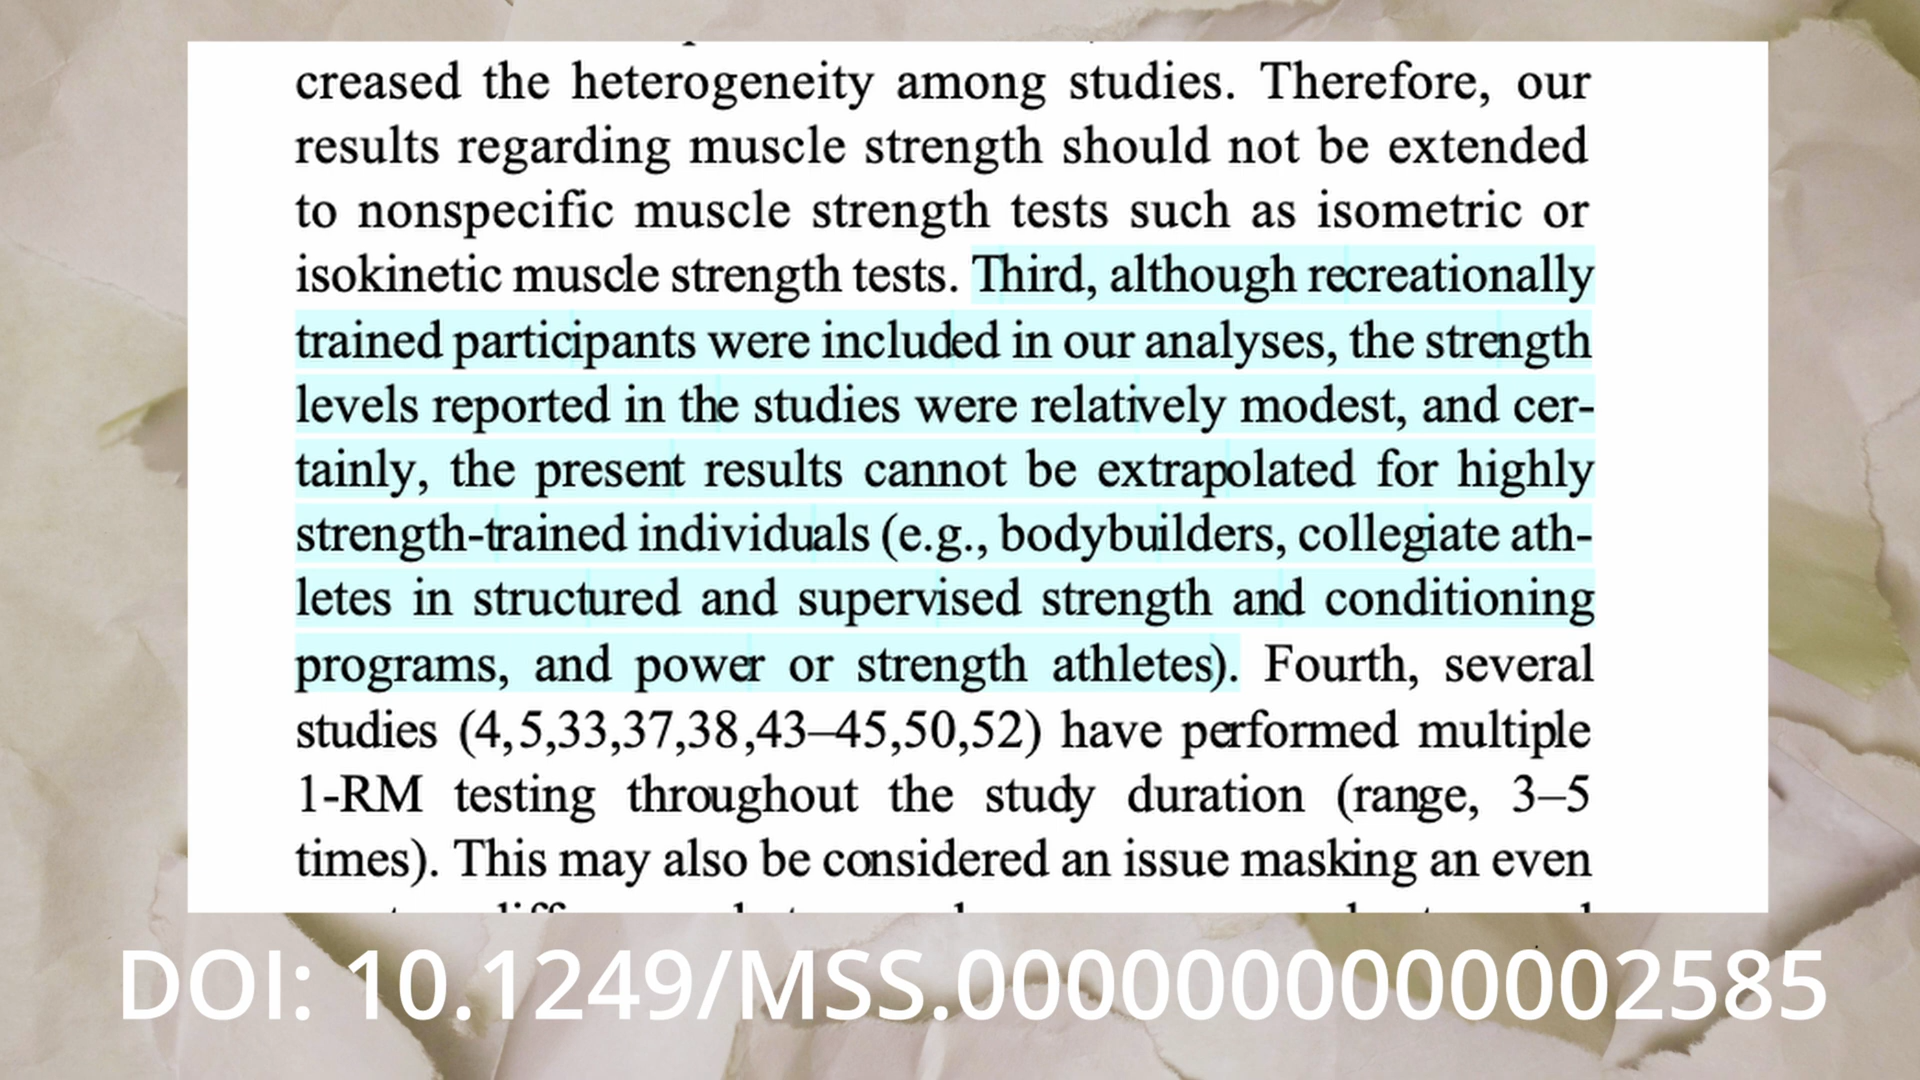 creased the heterogeneity among studies. Therefore, our
results regarding muscle strength should not be extended
to nonspecific muscle strength tests such as isometric or
isokinetic muscle strength tests. Third, although recreationally
trained participants were included in our analyses, the strength
levels reported in the studies were relatively modest, and cer-
tainly, the present results cannot be extrapolated for highly
strength-trained individuals (e.g., bodybuilders, collegiate ath-
letes in structured and supervised strength and conditioning
programs, and power or strength athletes). Fourth, several
studies (4,5,33,37,38,43–45,50,52) have performed multiple
1-RM testing throughout the study duration (range, 3–5
times). This may also be considered an issue masking an even
DOI: 10.1249/MSS.0000000000002585